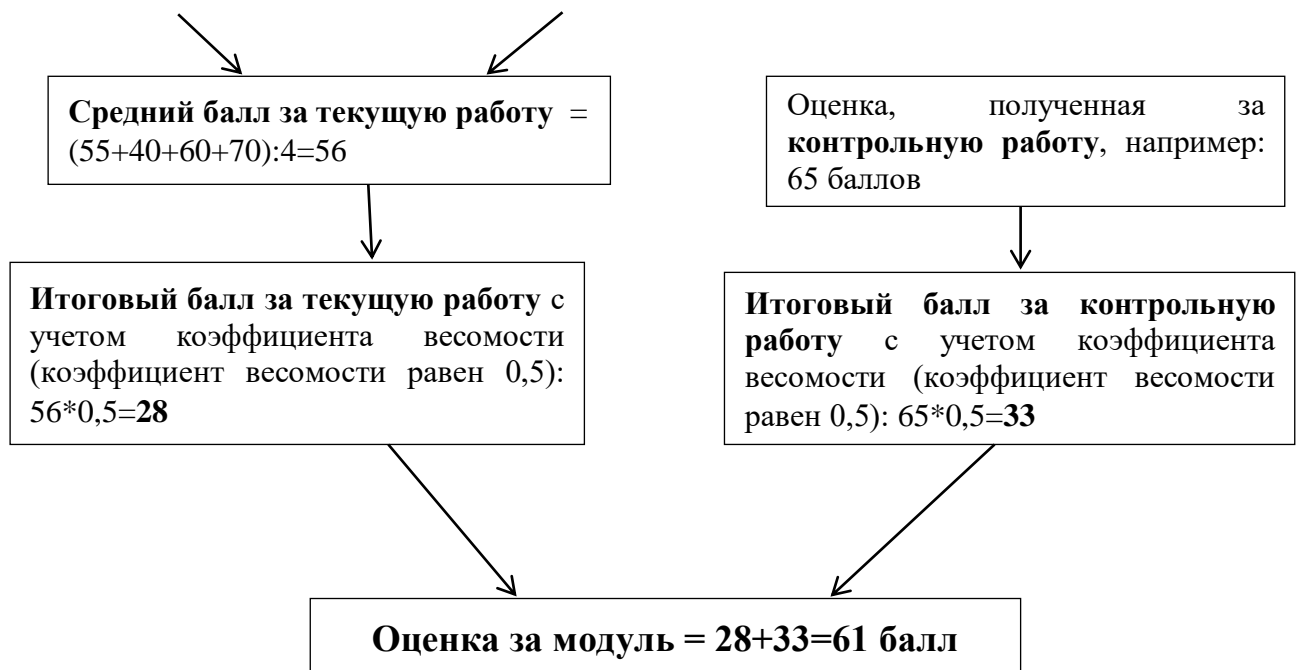 Средний балл за текущую работу =
(55+40+60+70):4=56
Оценка, полученная за
контрольную работу, например:
65 баллов
Итоговый балл за текущую работу с
учетом коэффициента весомости
(коэффициент весомости равен 0,5):
56*0,5=28
Итоговый балл за контрольную
работу с учетом коэффициента
весомости (коэффициент весомости
равен 0,5): 65*0,5=33
Оценка за модуль = 28+33=61 балл